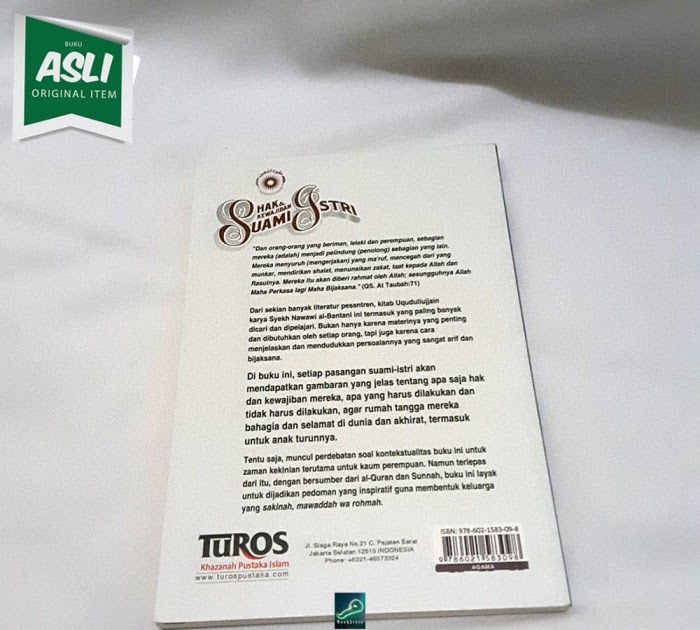 BUKU
ASLI
ORIGINAL ITEM
HAK &
KEWAJIBAN
SUAMI ISTRI
"Dan orang-orang yang beriman, lelaki dan perempuan, sebagian
mereka (adalah) menjadi pelindung (penolong) sebagian yang lain.
Mereka menyuruh (mengerjakan) yang ma'ruf, mencegah dari yang
munkar, mendirikan shalat, menunaikan zakat, taat kepada Allah dan
Rasulnya. Mereka itu akan diberi rahmat oleh Allah; sesungguhnya Allah
Maha Perkasa lagi Maha Bijaksana." (QS. At Taubah:71)
Dari sekian banyak literatur pesantren, kitab Uqudullujjain
karya Syekh Nawawi al-Bantani ini termasuk yang paling banyak
dicari dan dipelajari. Bukan hanya karena materinya yang penting
dan dibutuhkan oleh setiap orang, tapi juga karena cara
menjelaskan dan mendudukkan persoalannya yang sangat arif dan
bijaksana.
Di buku ini, setiap pasangan suami-istri akan
mendapatkan gambaran yang jelas tentang apa saja hak
dan kewajiban mereka, apa yang harus dilakukan dan
tidak harus dilakukan, agar rumah tangga mereka
bahagia dan selamat di dunia dan akhirat, termasuk
untuk anak turunnya.
Tentu saja, muncul perdebatan soal kontekstualitas buku ini untuk
zaman kekinian terutama untuk kaum perempuan. Namun terlepas
dari itu, dengan bersumber dari al-Quran dan Sunnah, buku ini layak
untuk dijadikan pedoman yang inspiratif guna membentuk keluarga
yang sakinah, mawaddah wa rohmah.
TUROS
Khazanah Pustaka Islam
www.turospustaka.com
Jl. Siaga Raya No.21 C. Pejaten Barat
Jakarta Selatan 12510 INDONESIA
Phone: +6221-48573324
ISBN: 978-602-1583-09-8
9786021583098
AGAMA
BookStore